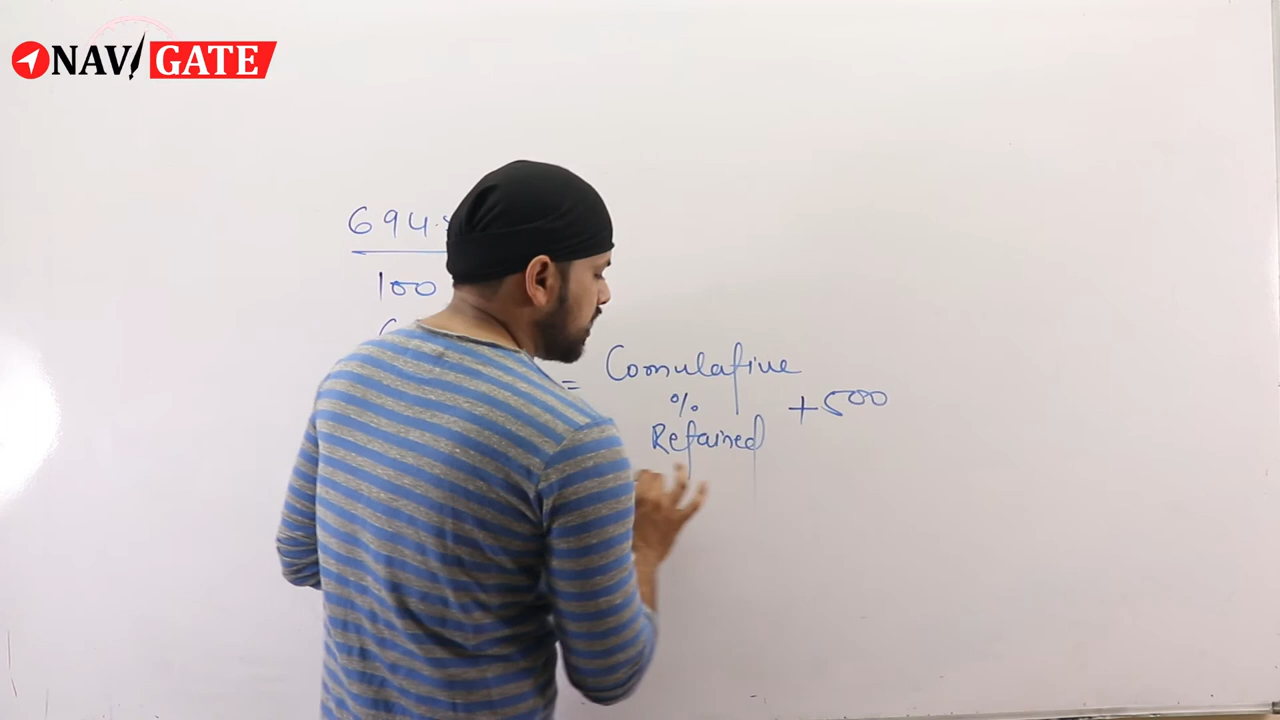 NAVIGATE
694.
100
= Comulative
%
+500
Retained